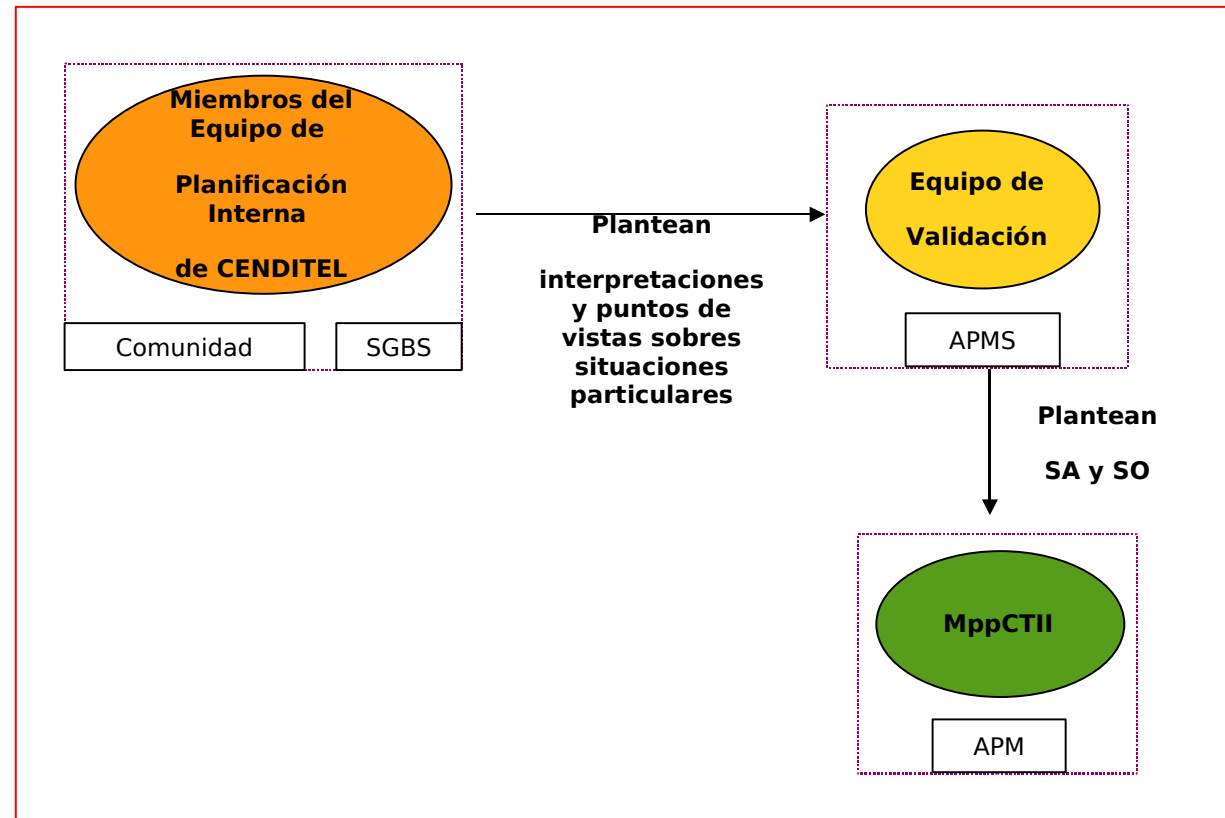 Miembros del
Equipo de
Planificación
Interna
de CENDITEL
Comunidad
SGBS
Plantean
interpretaciones
y puntos de
vistas sobres
situaciones
particulares
Equipo de
Validación
APMS
Plantean
SA y SO
MppCTII
APM